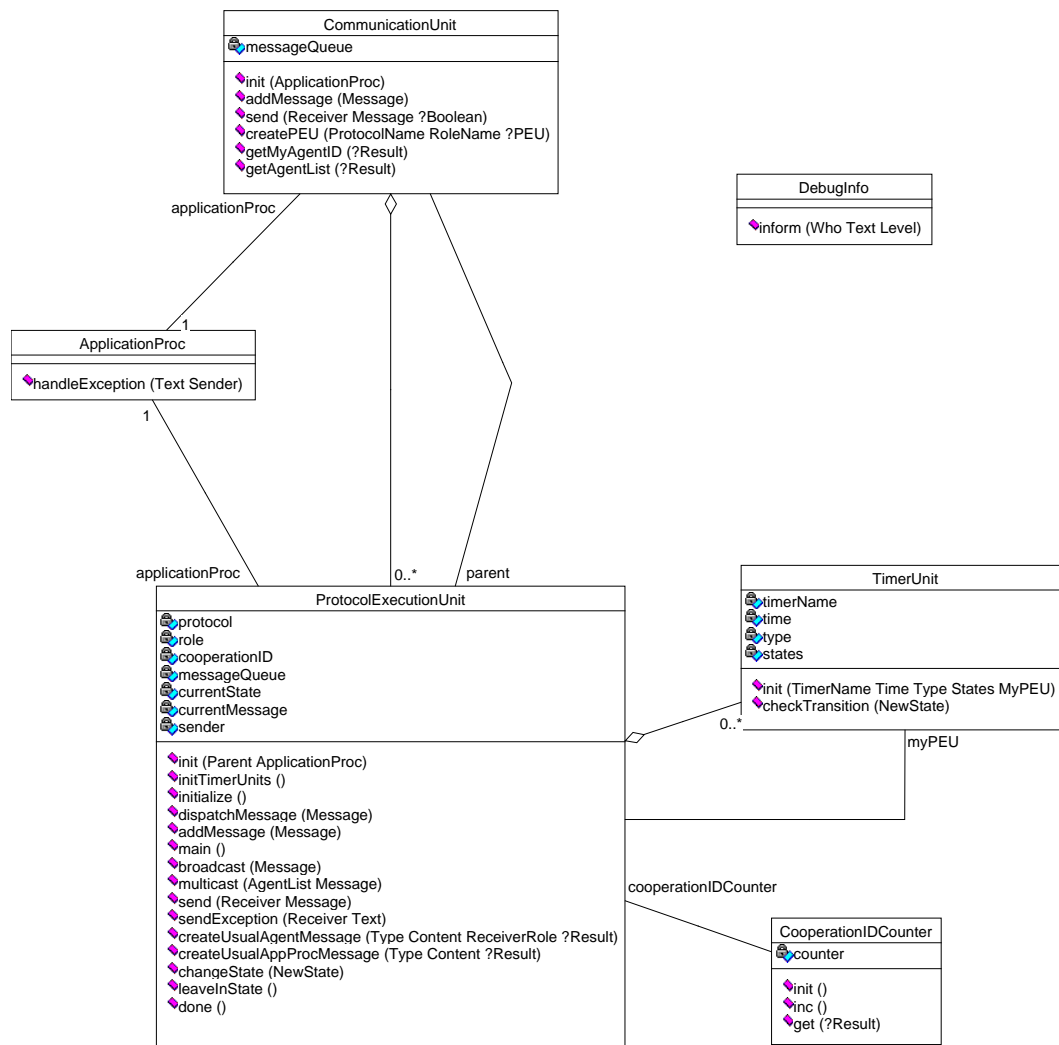 CommunicationUnit
messageQueue
init (ApplicationProc)
addMessage (Message)
send (Receiver Message ?Boolean)
createPEU (ProtocolName RoleName ?PEU)
getMyAgentID (?Result)
getAgentList (?Result)
DebugInfo
inform (Who Text Level)
applicationProc
1
ApplicationProc
handleException (Text Sender)
1
applicationProc
0..*
parent
ProtocolExecutionUnit
protocol
role
cooperationID
messageQueue
currentState
currentMessage
sender
init (Parent ApplicationProc)
initTimerUnits ()
initialize ()
dispatchMessage (Message)
addMessage (Message)
main ()
broadcast (Message)
multicast (AgentList Message)
send (Receiver Message)
sendException (Receiver Text)
createUsualAgentMessage (Type Content ReceiverRole ?Result)
createUsualAppProcMessage (Type Content ?Result)
changeState (NewState)
leaveInState ()
done ()
TimerUnit
timerName
time
type
states
init (TimerName Time Type States MyPEU)
checkTransition (NewState)
0..*
myPEU
cooperationIDCounter
CooperationIDCounter
counter
init ()
inc ()
get (?Result)